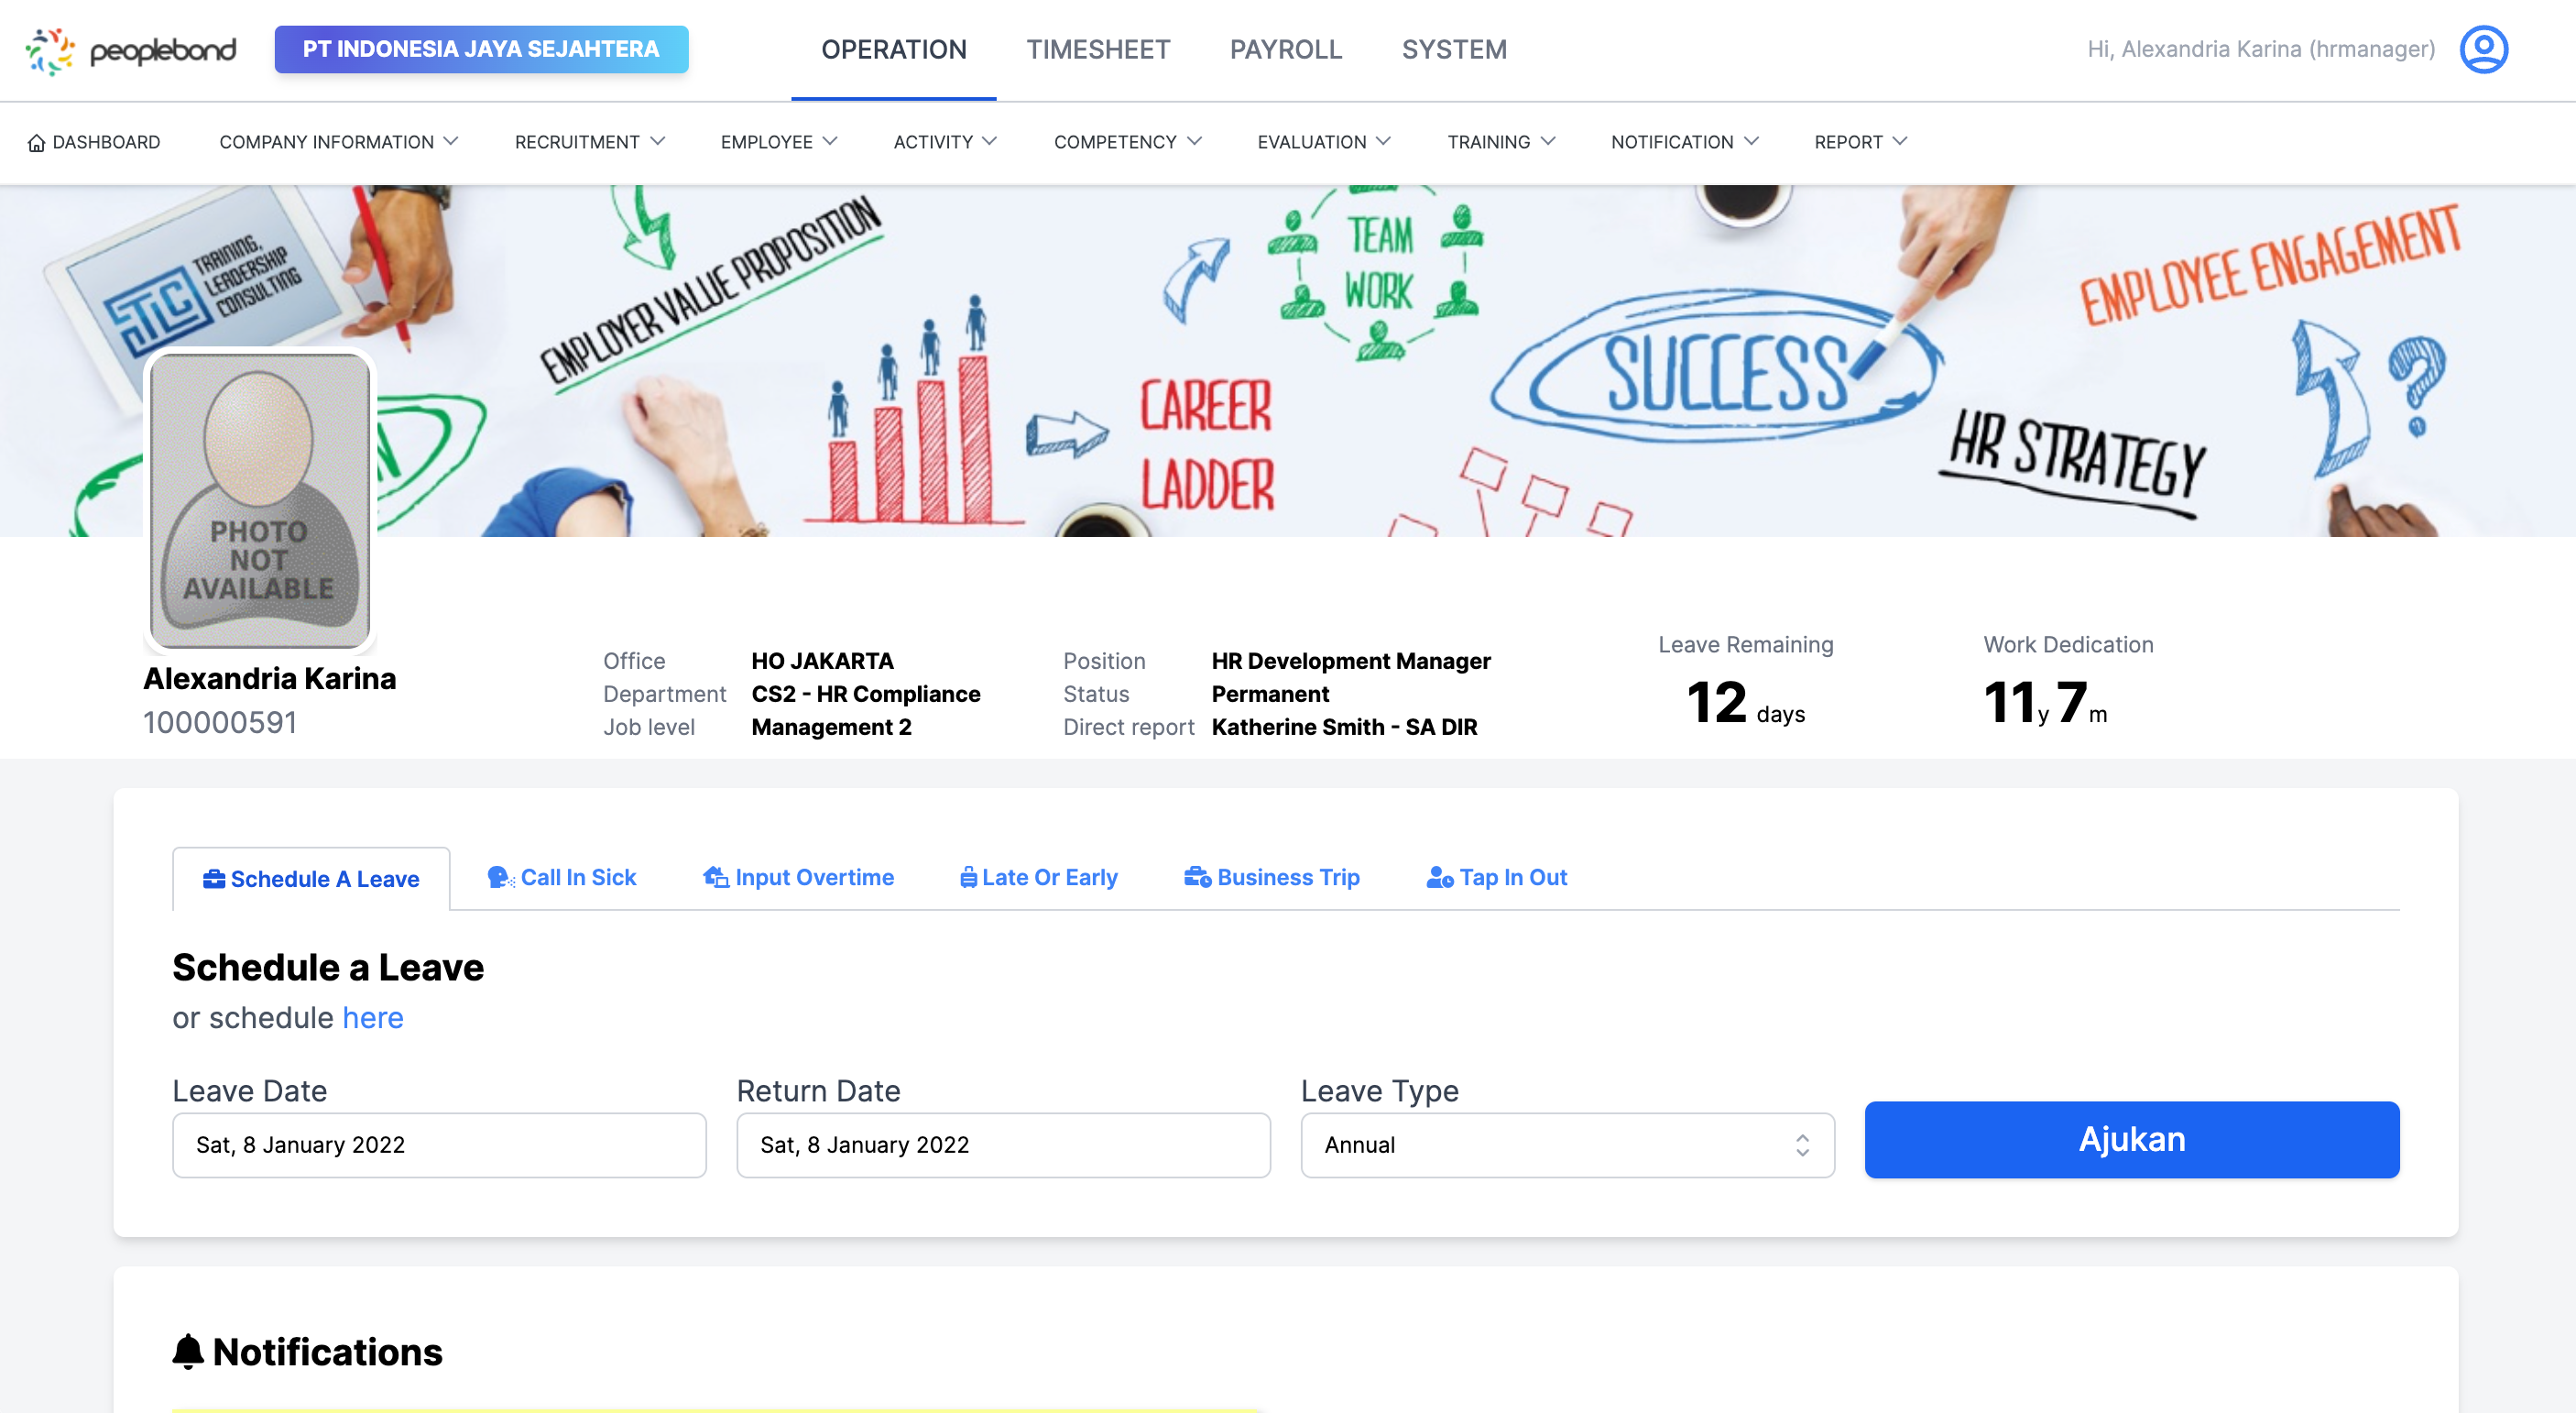 peoplebond
PT INDONESIA JAYA SEJAHTERA
OPERATION
TIMESHEET
PAYROLL
SYSTEM
Hi, Alexandria Karina (hrmanager)
DASHBOARD
COMPANY INFORMATION
RECRUITMENT
EMPLOYEE
ACTIVITY
COMPETENCY
EVALUATION
TRAINING
NOTIFICATION
REPORT
TRAINING,
LEADERSHIP
CONSULTING
EMPLOYER VALUE PROPOSITION
TEAM
WORK
CAREER
LADDER
SUCCESS
EMPLOYEE ENGAGEMENT
HR STRATEGY
?
PHOTO
NOT
AVAILABLE
Alexandria Karina
100000591
Office HO JAKARTA
Department CS2 - HR Compliance
Job level Management 2
Position HR Development Manager
Status Permanent
Direct report Katherine Smith - SA DIR
Leave Remaining
12 days
Work Dedication
11y 7m
Schedule A Leave
Call In Sick
Input Overtime
Late Or Early
Business Trip
Tap In Out
Schedule a Leave
or schedule here
Leave Date
Sat, 8 January 2022
Return Date
Sat, 8 January 2022
Leave Type
Annual
Ajukan
Notifications